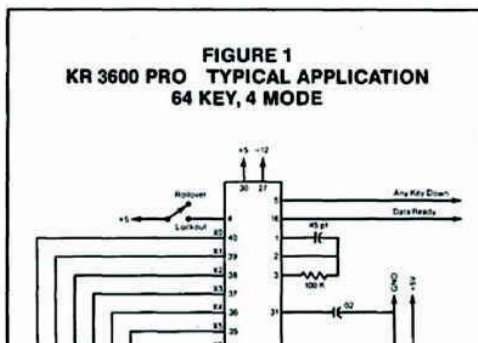 FIGURE 1
KR 3600 PRO TYPICAL APPLICATION
64 KEY, 4 MODE
+5 -12
30 27
Rollover
+5
Lockout
4
5
Any Key Down
16
Data Ready
X0 40
X1 39
X2 38
X3 37
X4 36
X5 35
1
45 pf
2
3
100 K
31
.02
GND
+5V